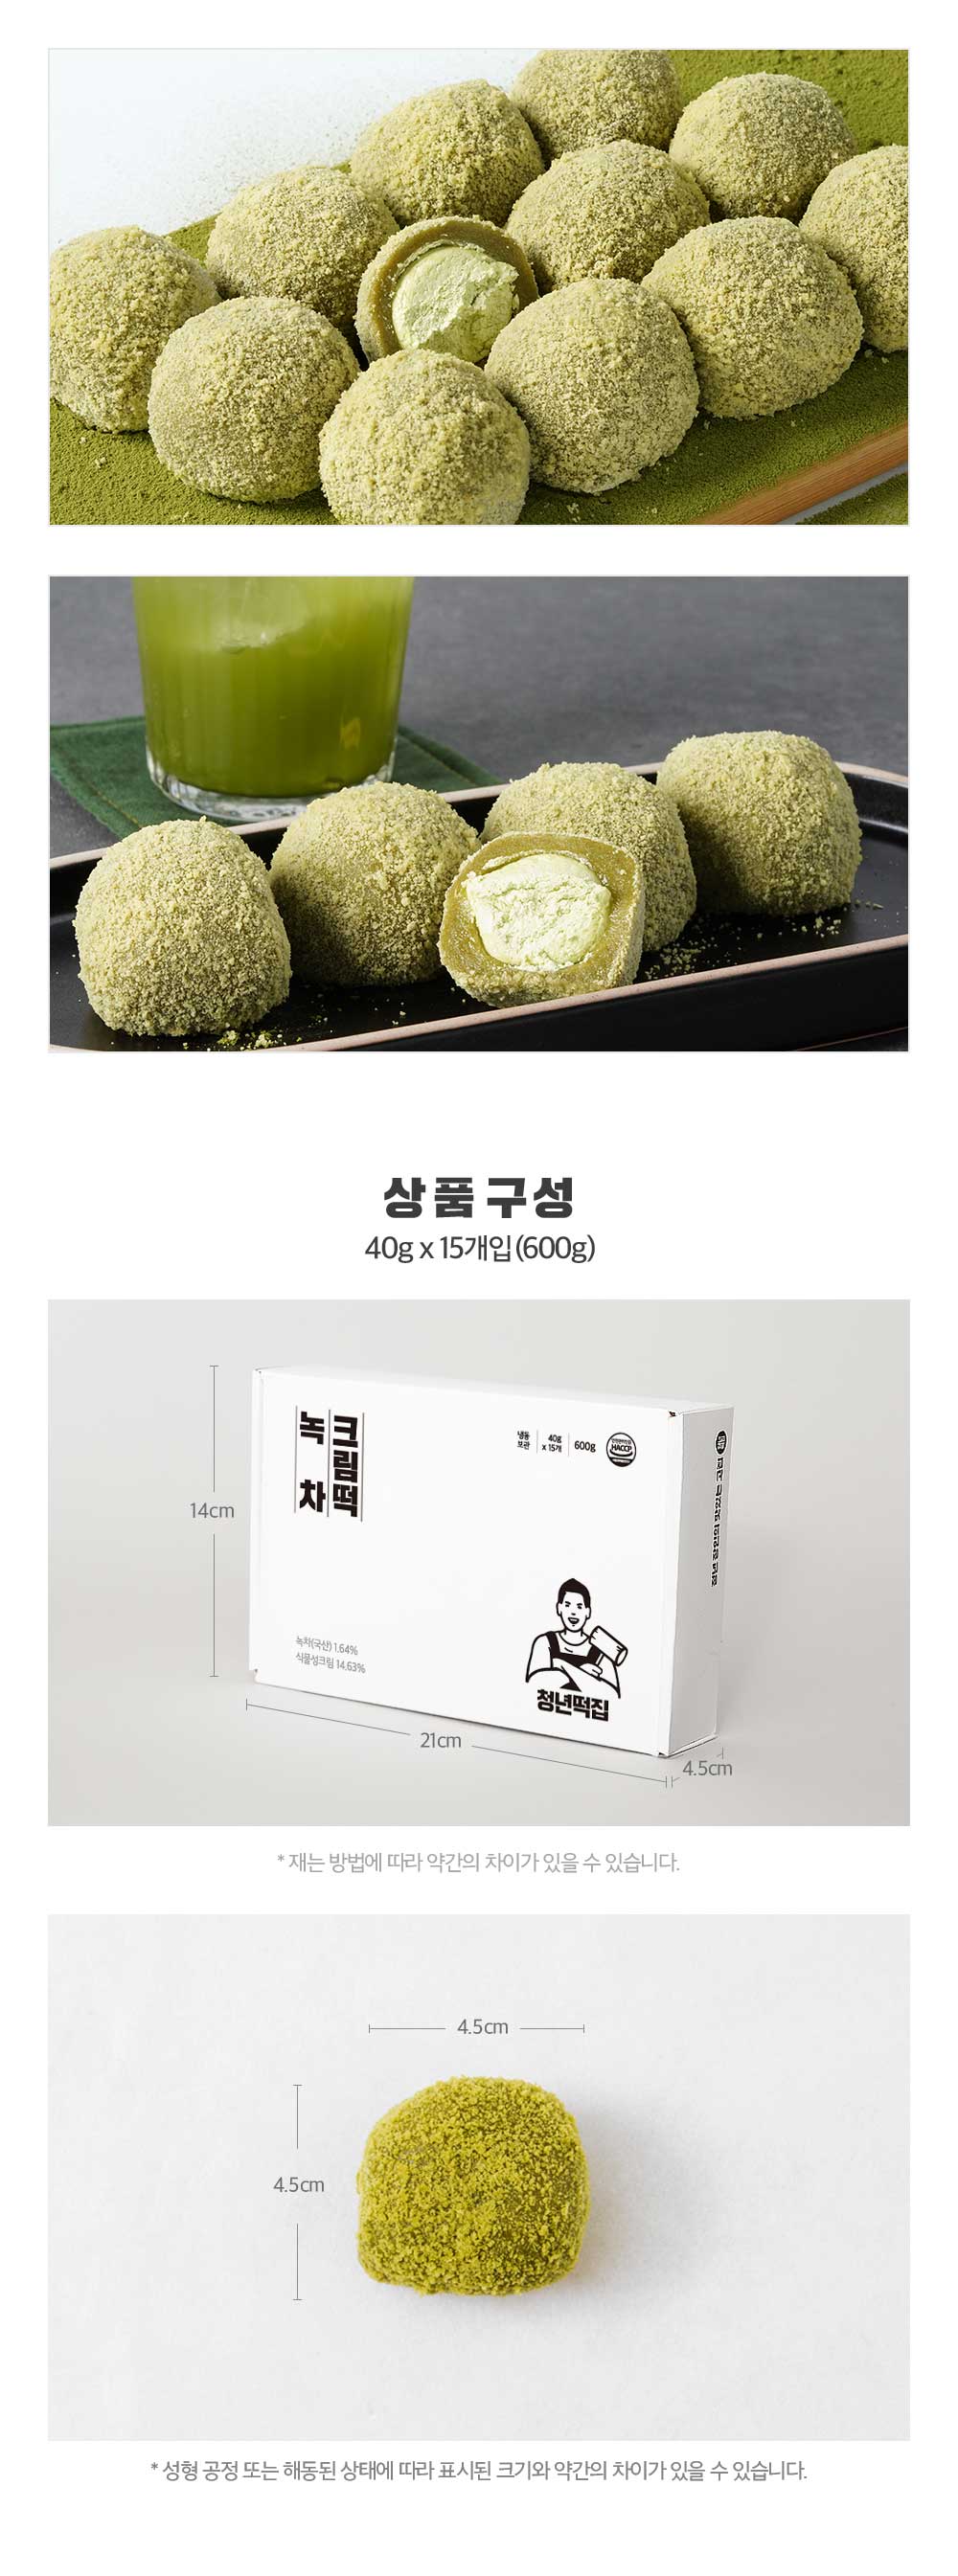 상품 구성
40g x 15개입(600g)
녹차
크림떡
냉동
보관
40g
x 15개
600g
HACCP
14cm
녹차(국산) 1.64%
식물성크림 14.63%
청년떡집
21cm
4.5cm
* 재는 방법에 따라 약간의 차이가 있을 수 있습니다.
4.5cm
4.5cm
* 성형 공정 또는 해동된 상태에 따라 표시된 크기와 약간의 차이가 있을 수 있습니다.